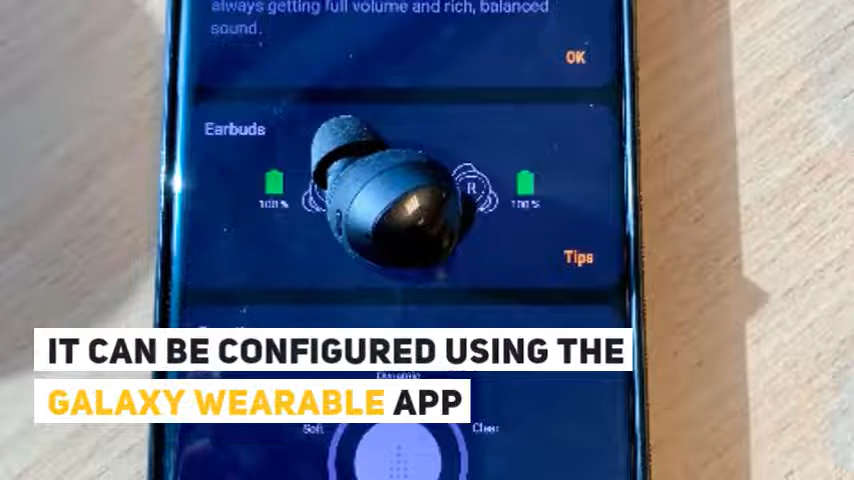 always getting full volume and rich, balanced
sound.
OK
Earbuds
R
100%
100%
Tips
Dynamic
IT CAN BE CONFIGURED USING THE
GALAXY WEARABLE APP
Soft
Clear